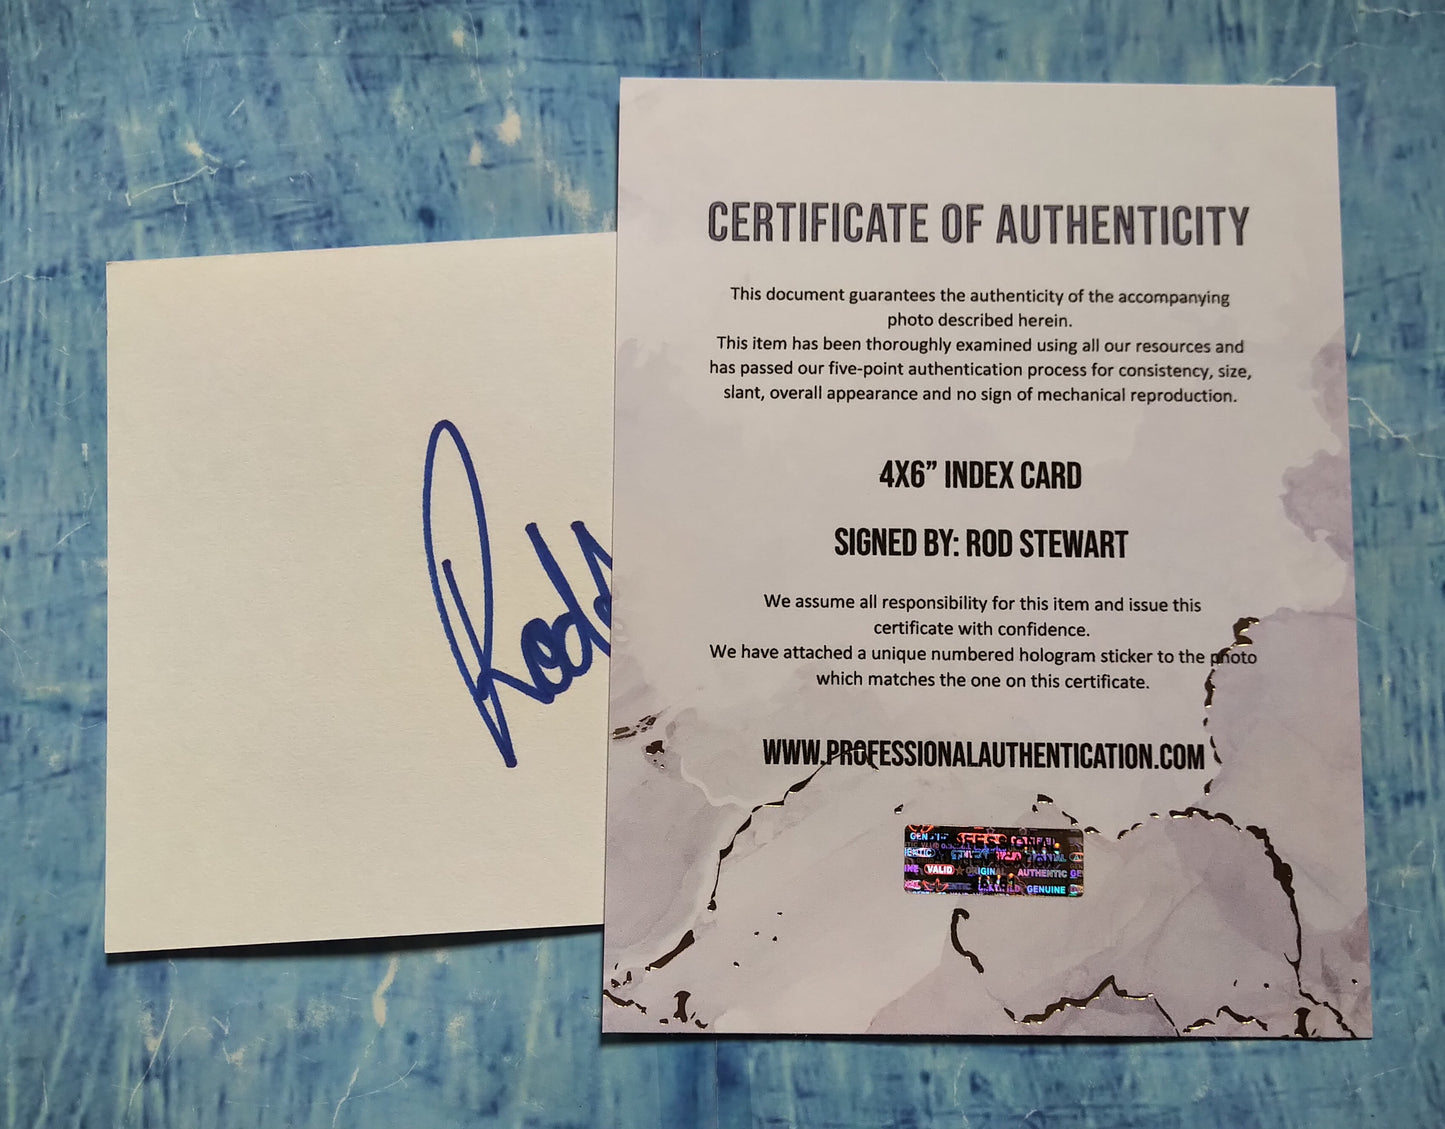 Rod
CERTIFICATE OF AUTHENTICITY
This document guarantees the authenticity of the accompanying
photo described herein.
This item has been thoroughly examined using all our resources and
has passed our five-point authentication process for consistency, size,
slant, overall appearance and no sign of mechanical reproduction.
4X6” INDEX CARD
SIGNED BY: ROD STEWART
We assume all responsibility for this item and issue this
certificate with confidence.
We have attached a unique numbered hologram sticker to the photo
which matches the one on this certificate.
WWW.PROFESSIONALAUTHENTICATION.COM
VALID AUTHENTIC
GENUINE